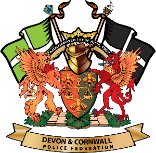 DEVON & CORNWALL
POLICE FEDERATION